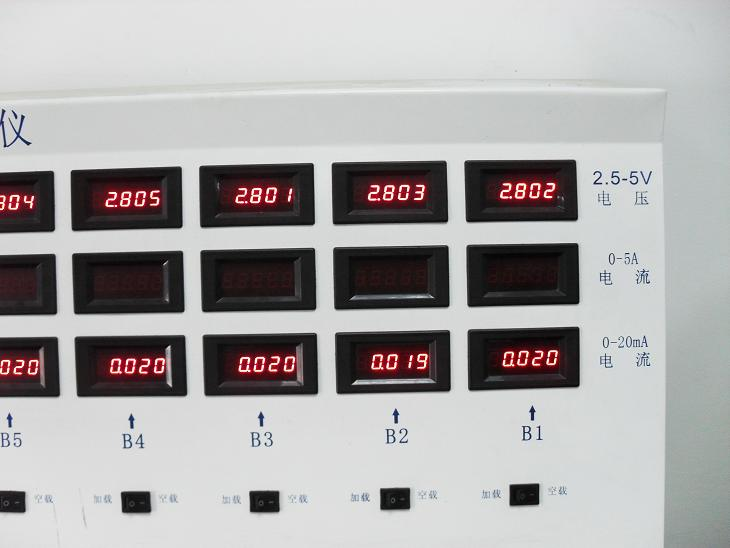 仪
804 2.805 2.801 2.803 2.802 2.5-5V
电 压
0-5A
电 流
020 0.020 0.020 0.019 0.020 0-20mA
电 流
B5 B4 B3 B2 B1
空载 加载 空载 加载 空载 加载 空载 加载 空载